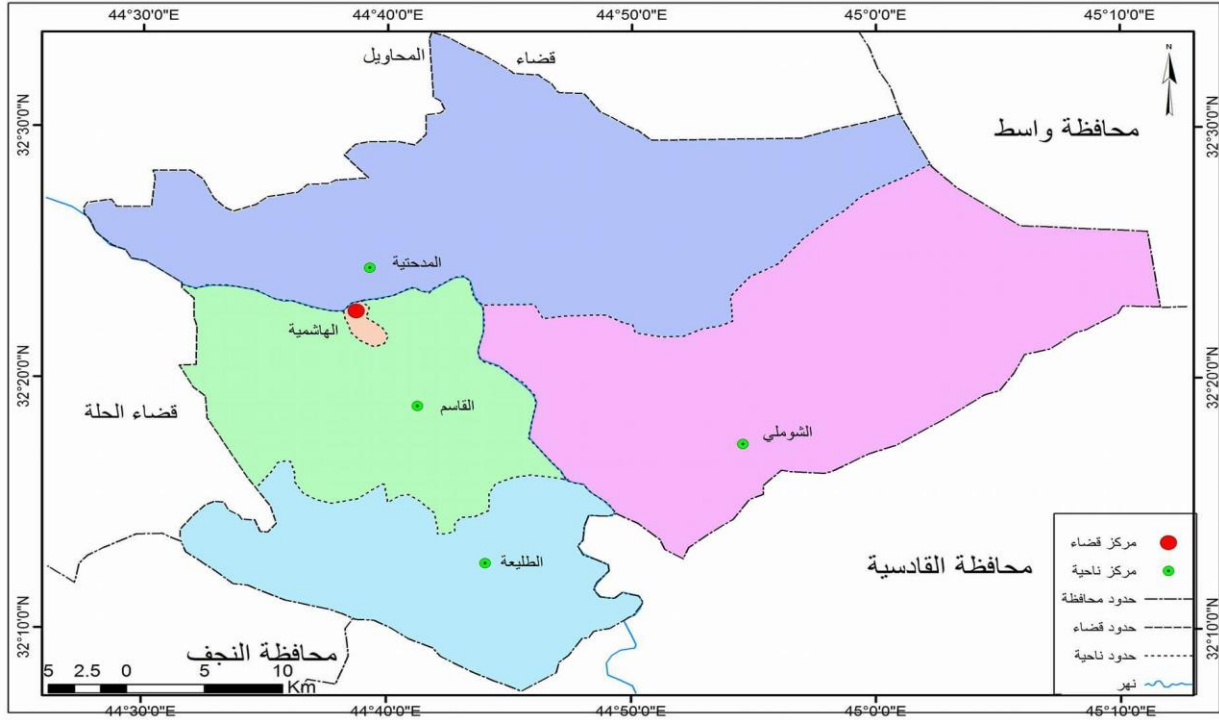 44°30'0"E 44°40'0"E 44°50'0"E 45°0'0"E 45°10'0"E
N
المحاويل
قضاء
32°30'0"N
32°30'0"N
محافظة واسط
المدحتية
الهاشمية
32°20'0"N
32°20'0"N
قضاء الحلة
القاسم
الشوملي
الطليعة
محافظة القادسية
محافظة النجف
32°10'0"N
32°10'0"N
5 2.5 0 5 10
Km
مركز قضاء
مركز ناحية
حدود محافظة
حدود قضاء
حدود ناحية
نهر
44°30'0"E 44°40'0"E 44°50'0"E 45°0'0"E 45°10'0"E